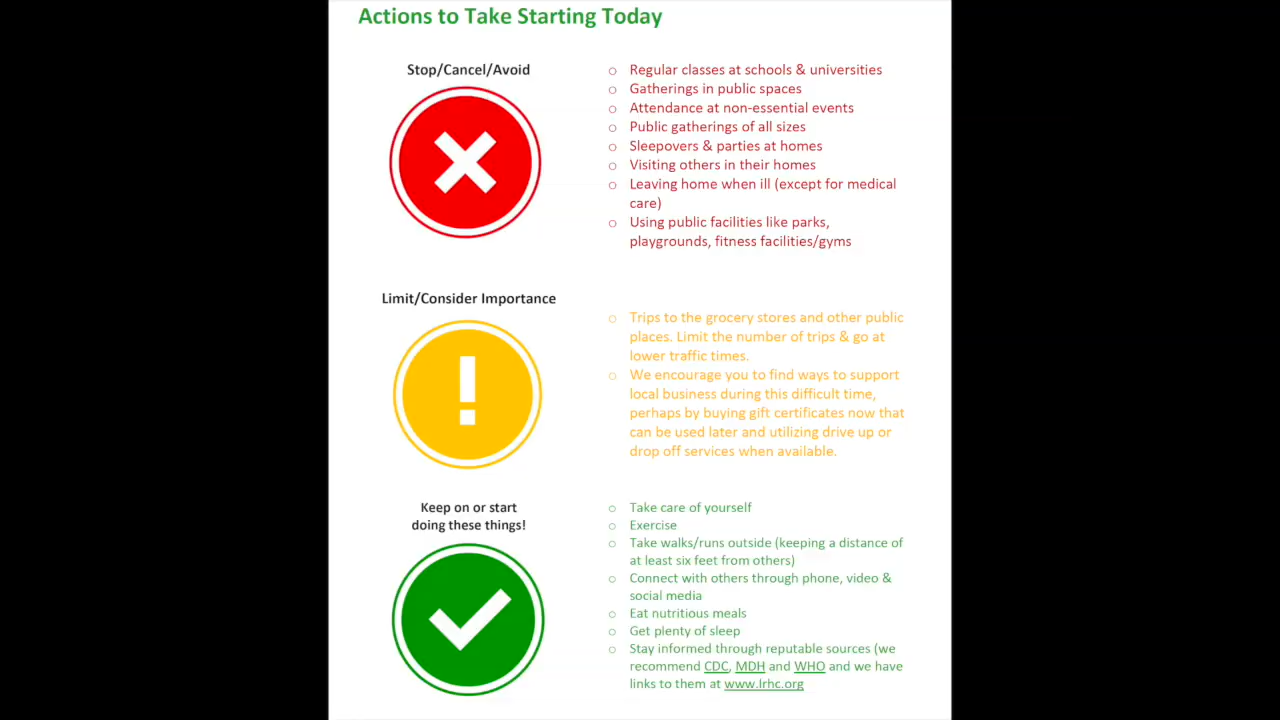 Actions to Take Starting Today
Stop/Cancel/Avoid
o Regular classes at schools & universities
o Gatherings in public spaces
o Attendance at non-essential events
o Public gatherings of all sizes
o Sleepovers & parties at homes
o Visiting others in their homes
o Leaving home when ill (except for medical
care)
o Using public facilities like parks,
playgrounds, fitness facilities/gyms
Limit/Consider Importance
o Trips to the grocery stores and other public
places. Limit the number of trips & go at
lower traffic times.
o We encourage you to find ways to support
local business during this difficult time,
perhaps by buying gift certificates now that
can be used later and utilizing drive up or
drop off services when available.
Keep on or start
doing these things!
o Take care of yourself
o Exercise
o Take walks/runs outside (keeping a distance of
at least six feet from others)
o Connect with others through phone, video &
social media
o Eat nutritious meals
o Get plenty of sleep
o Stay informed through reputable sources (we
recommend CDC, MDH and WHO and we have
links to them at www.lrhc.org